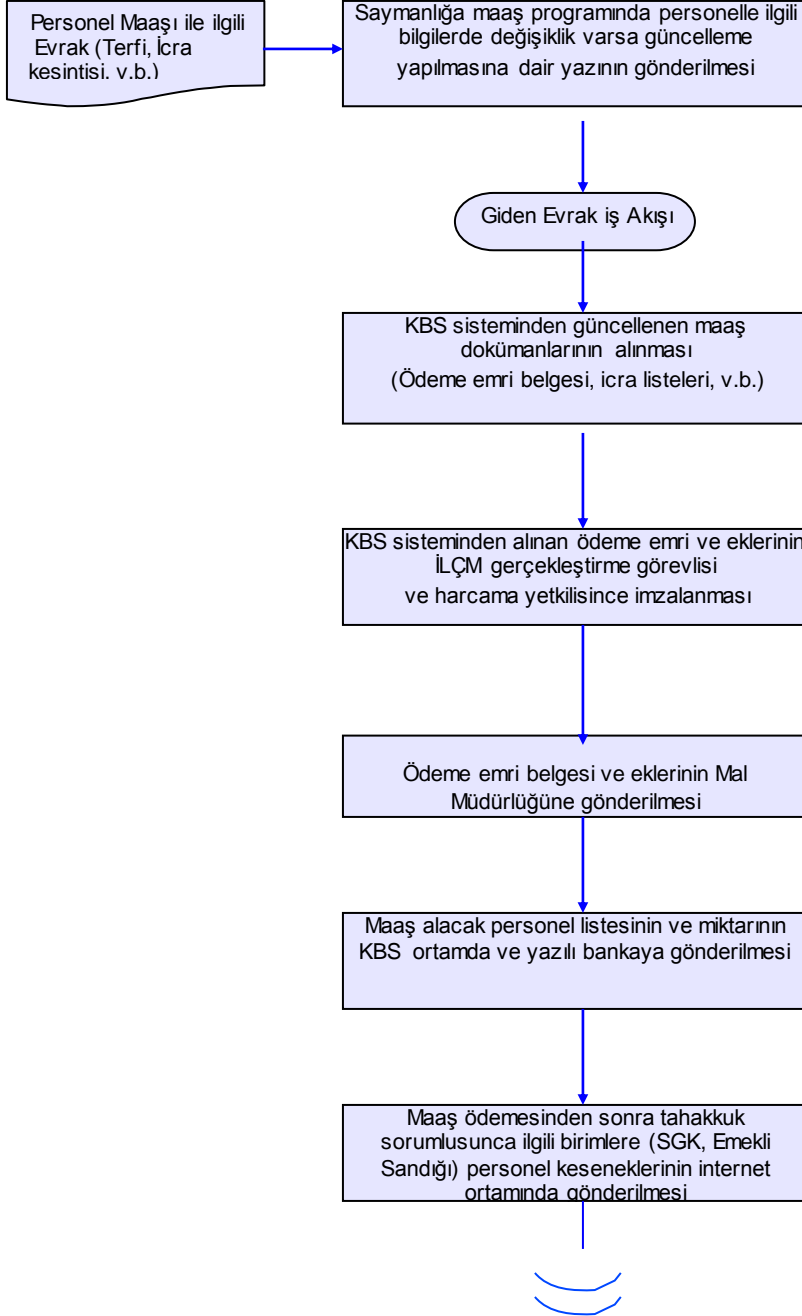 Personel Maaşı ile ilgili
Evrak (Terfi, İcra
kesintisi. v.b.)
Saymanlığa maaş programında personelle ilgili
bilgilerde değişiklik varsa güncelleme
yapılmasına dair yazının gönderilmesi
Giden Evrak iş Akışı
KBS sisteminden güncellenen maaş
dokümanlarının alınması
(Ödeme emri belgesi, icra listeleri, v.b.)
KBS sisteminden alınan ödeme emri ve eklerinin
İLÇM gerçekleştirme görevlisi
ve harcama yetkilisince imzalanması
Ödeme emri belgesi ve eklerinin Mal
Müdürlüğüne gönderilmesi
Maaş alacak personel listesinin ve miktarının
KBS ortamda ve yazılı bankaya gönderilmesi
Maaş ödemesinden sonra tahakkuk
sorumlusunca ilgili birimlere (SGK, Emekli
Sandığı) personel keseneklerinin internet
ortamında gönderilmesi